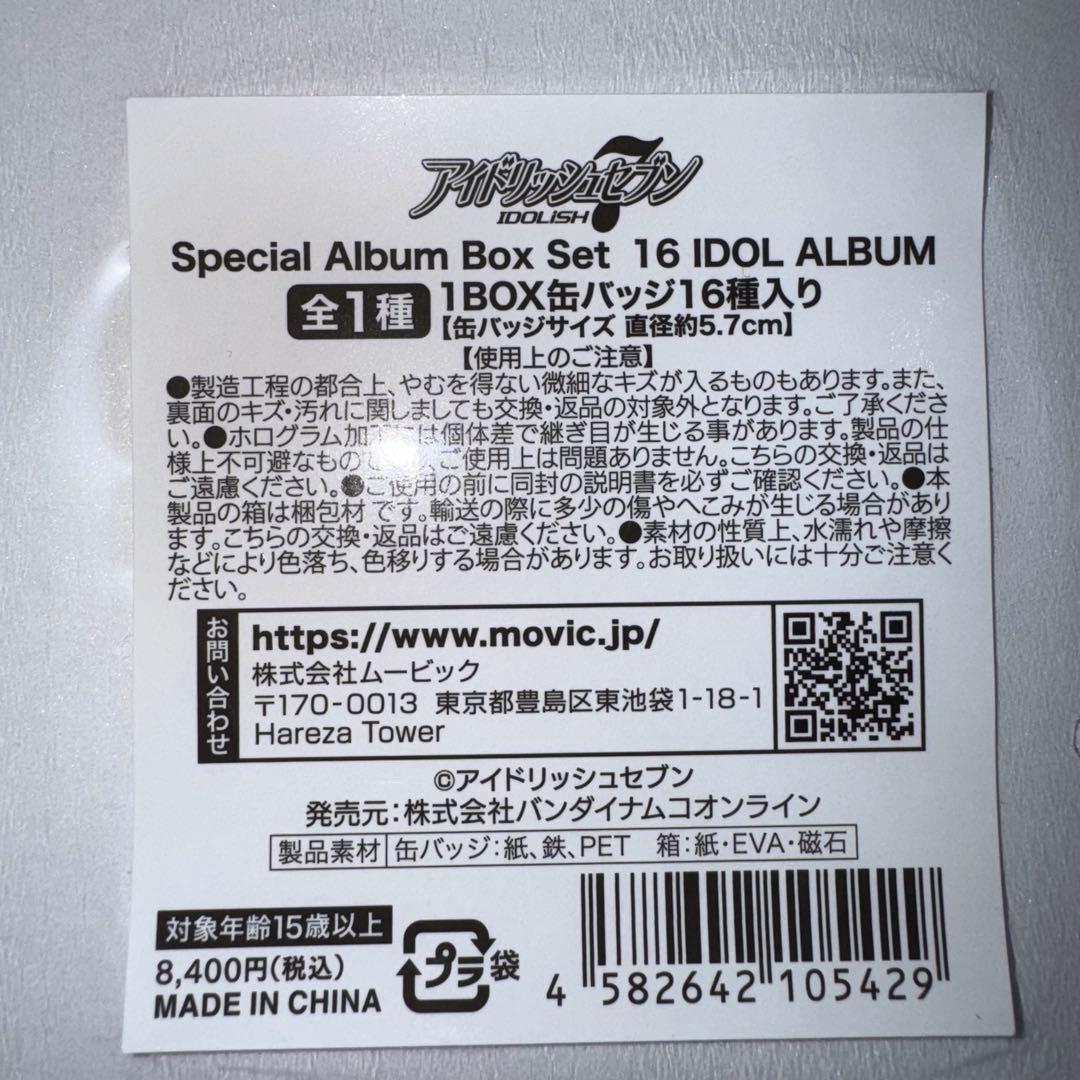 アイドリッシュセブン
IDOLiSH7
Special Album Box Set 16 IDOL ALBUM
全1種
1BOX缶バッジ16種入り
【缶バッジサイズ 直径約5.7cm】
【使用上のご注意】
●製造工程の都合上、やむを得ない微細なキズが入るものもあります。また、
裏面のキズ・汚れに関しましても交換・返品の対象外となります。ご了承くださ
い。●ホログラム加 は個体差で継ぎ目が生じる事があります。製品の仕
様上不可避なもので ご使用上は問題ありません。こちらの交換・返品は
ご遠慮ください。●ご使用の前に同封の説明書を必ずご確認ください。●本
製品の箱は梱包材です。輸送の際に多少の傷やへこみが生じる場合があり
ます。こちらの交換・返品はご遠慮ください。●素材の性質上、水濡れや摩擦
などにより色落ち、色移りする場合があります。お取り扱いには十分ご注意く
ださい。
お問い合わせ
https://www.movic.jp/
株式会社ムービック
〒170-0013 東京都豊島区東池袋1-18-1
Hareza Tower
©アイドリッシュセブン
発売元:株式会社バンダイナムコオンライン
製品素材 缶バッジ:紙、鉄、PET 箱:紙・EVA・磁石
対象年齢15歳以上
8,400円(税込)
MADE IN CHINA
プラ 袋
4 582642 105429